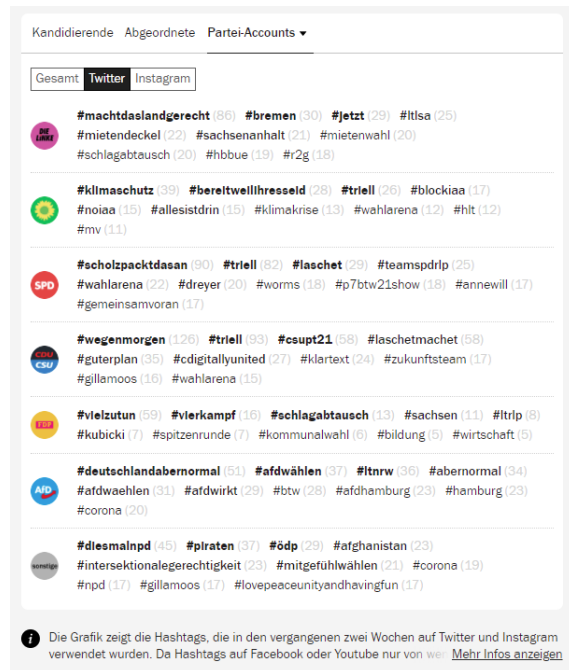 Kandidierende Abgeordnete Partei-Accounts ▾
Gesamt Twitter Instagram
#machtdaslandgerecht (86) #bremen (30) #jetzt (29) #ltlsa (25)
DIE LINKE #mietendeckel (22) #sachsenanhalt (21) #mietenwahl (20)
#schlagabtausch (20) #hbbue (19) #r2g (18)
#klimaschutz (39) #bereitweilihresseid (28) #triell (26) #blockiaa (17)
#noiaa (15) #allesistdrin (15) #klimakrise (13) #wahlarena (12) #hlt (12)
#mv (11)
#scholzpacktdasan (90) #triell (82) #laschet (29) #teamspdrlp (25)
SPD #wahlarena (22) #dreyer (20) #worms (18) #p7btw21show (18) #annewill (17)
#gemeinsamvoran (17)
#wegenmorgen (126) #triell (93) #csupt21 (58) #laschetmachet (58)
CDU CSU #guterplan (35) #cdigitallyunited (27) #klartext (24) #zukunftsteam (17)
#gillamoos (16) #wahlarena (15)
#vielzutun (59) #vierkampf (16) #schlagabtausch (13) #sachsen (11) #ltrlp (8)
FDP #kubicki (7) #spitzenrunde (7) #kommunalwahl (6) #bildung (5) #wirtschaft (5)
#deutschlandabernormal (51) #afdwählen (37) #ltnrw (36) #abernormal (34)
AfD #afdwaehlen (31) #afdwirkt (29) #btw (28) #afdhamburg (23) #hamburg (23)
#corona (20)
#diesmalnpd (45) #piraten (37) #ödp (29) #afghanistan (23)
sonstige #intersektionalegerechtigkeit (23) #mitgefühlwählen (21) #corona (19)
#npd (17) #gillamoos (17) #lovepeaceunityandhavingfun (17)
i Die Grafik zeigt die Hashtags, die in den vergangenen zwei Wochen auf Twitter und Instagram
verwendet wurden. Da Hashtags auf Facebook oder Youtube nur von Mehr Infos anzeigen